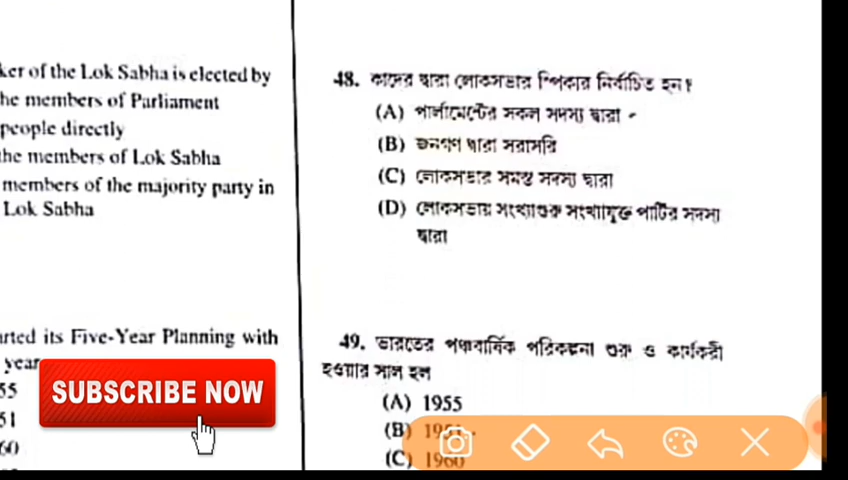 ker of the Lok Sabha is elected by
he members of Parliament
people directly
the members of Lok Sabha
members of the majority party in
Lok Sabha
arted its Five-Year Planning with
year
55
51
60
48. কাদের দ্বারা লোকসভার স্পিকার নির্বাচিত হন?
(A) পার্লামেন্টের সকল সদস্য দ্বারা
(B) জনগণ দ্বারা সরাসরি
(C) লোকসভার সমস্ত সদস্য দ্বারা
(D) লোকসভায় সংখ্যাগুরু সংখ্যাযুক্ত পার্টির সদস্য
দ্বারা
49. ভারতের পঞ্চবার্ষিক পরিকল্পনা শুরু ও কার্যকরী
হওয়ার সাল হল
(A) 1955
(B) 1951
(C) 1960
SUBSCRIBE NOW